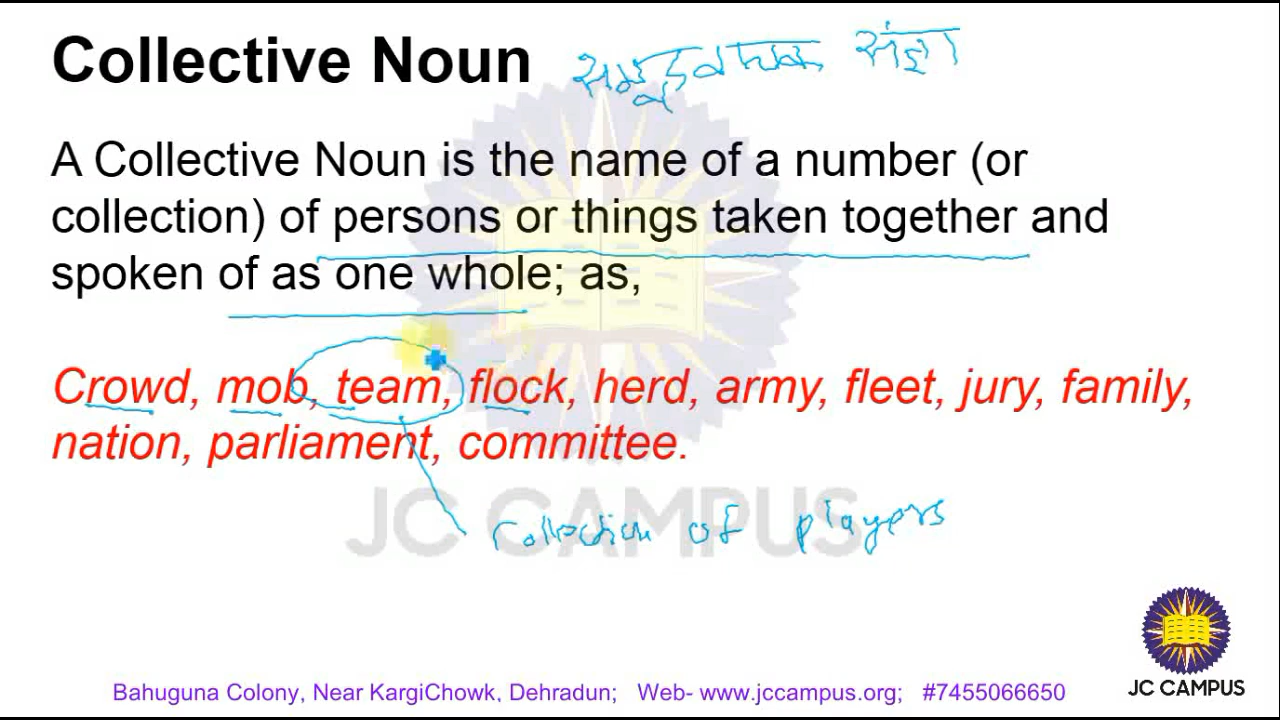 Collective Noun समूहवाचक संज्ञा
A Collective Noun is the name of a number (or
collection) of persons or things taken together and
spoken of as one whole; as,
Crowd, mob, team, flock, herd, army, fleet, jury, family,
nation, parliament, committee.
JC CAMPUS
collection of players
JC CAMPUS
Bahuguna Colony, Near KargiChowk, Dehradun; Web- www.jccampus.org; #7455066650